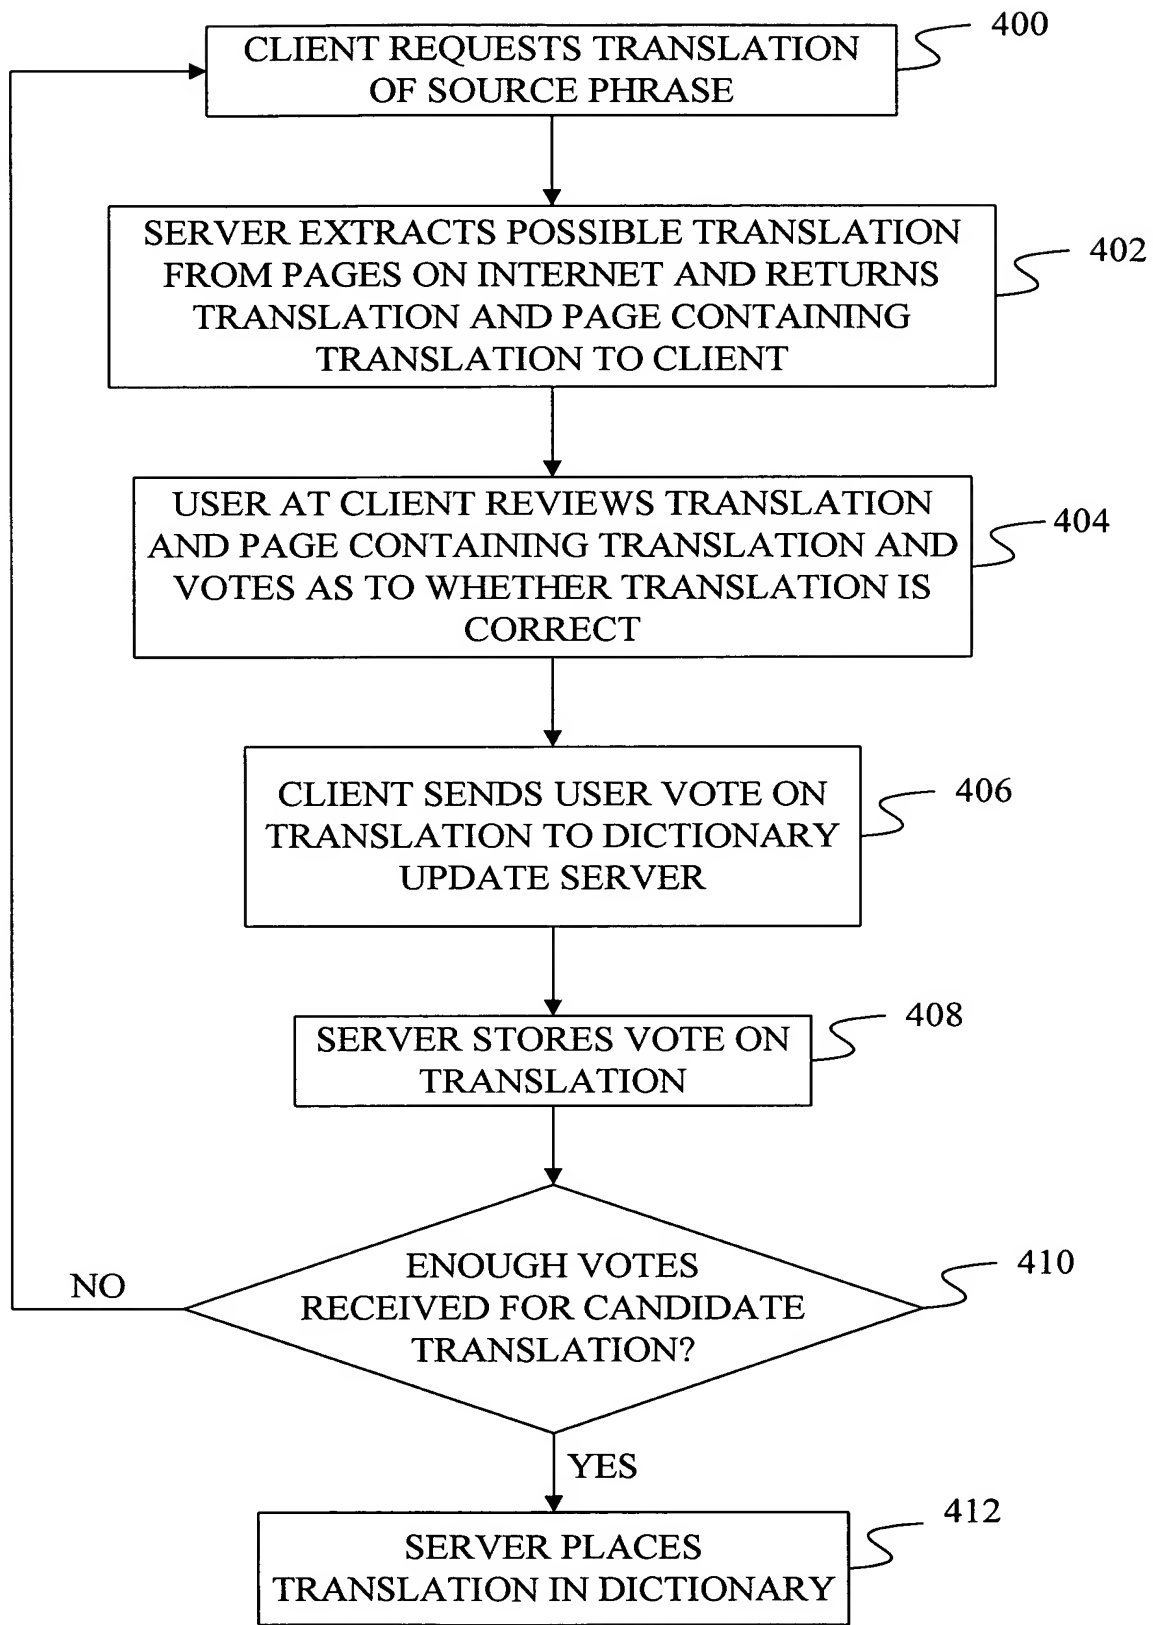 400
CLIENT REQUESTS TRANSLATION
OF SOURCE PHRASE
SERVER EXTRACTS POSSIBLE TRANSLATION
FROM PAGES ON INTERNET AND RETURNS
TRANSLATION AND PAGE CONTAINING
TRANSLATION TO CLIENT
402
USER AT CLIENT REVIEWS TRANSLATION
AND PAGE CONTAINING TRANSLATION AND
VOTES AS TO WHETHER TRANSLATION IS
CORRECT
404
CLIENT SENDS USER VOTE ON
TRANSLATION TO DICTIONARY
UPDATE SERVER
406
SERVER STORES VOTE ON
TRANSLATION
408
ENOUGH VOTES
RECEIVED FOR CANDIDATE
TRANSLATION?
410
NO
YES
SERVER PLACES
TRANSLATION IN DICTIONARY
412